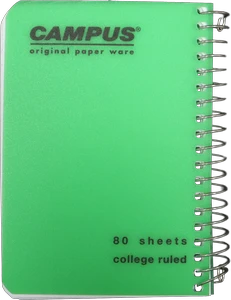 CAMPUS®
original paper ware
80 sheets
college ruled